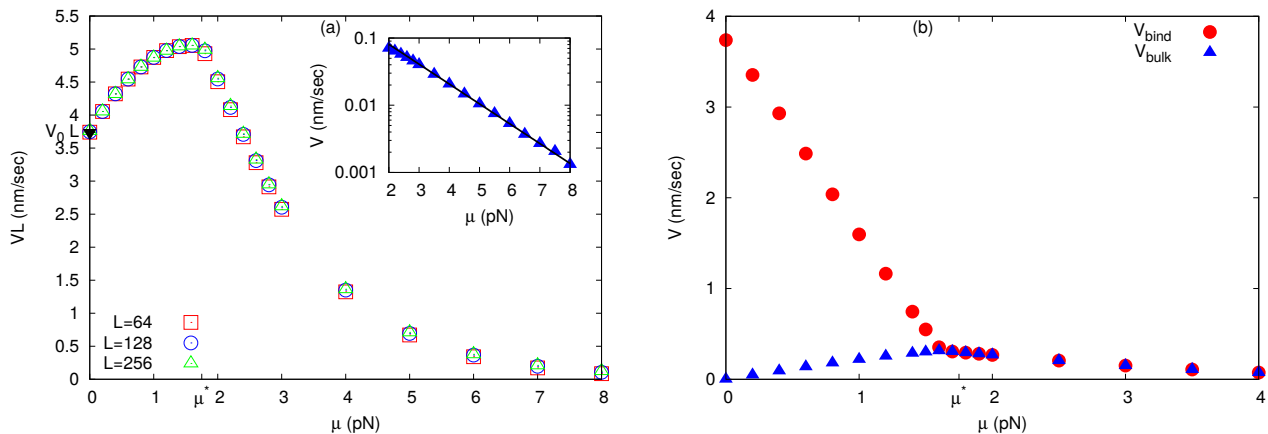 (a)
VL (nm/sec)
5.5
5
4.5
4
V₀ L
3.5
3
2.5
2
1.5
1
0.5
0
L=64
L=128
L=256
0 1 μ* 2 3 4 5 6 7 8
μ (pN)
V (nm/sec)
0.1
0.01
0.001
2 3 4 5 6 7 8
μ (pN)
(b)
V_bind
V_bulk
V (nm/sec)
4
3
2
1
0
0 1 μ* 2 3 4
μ (pN)